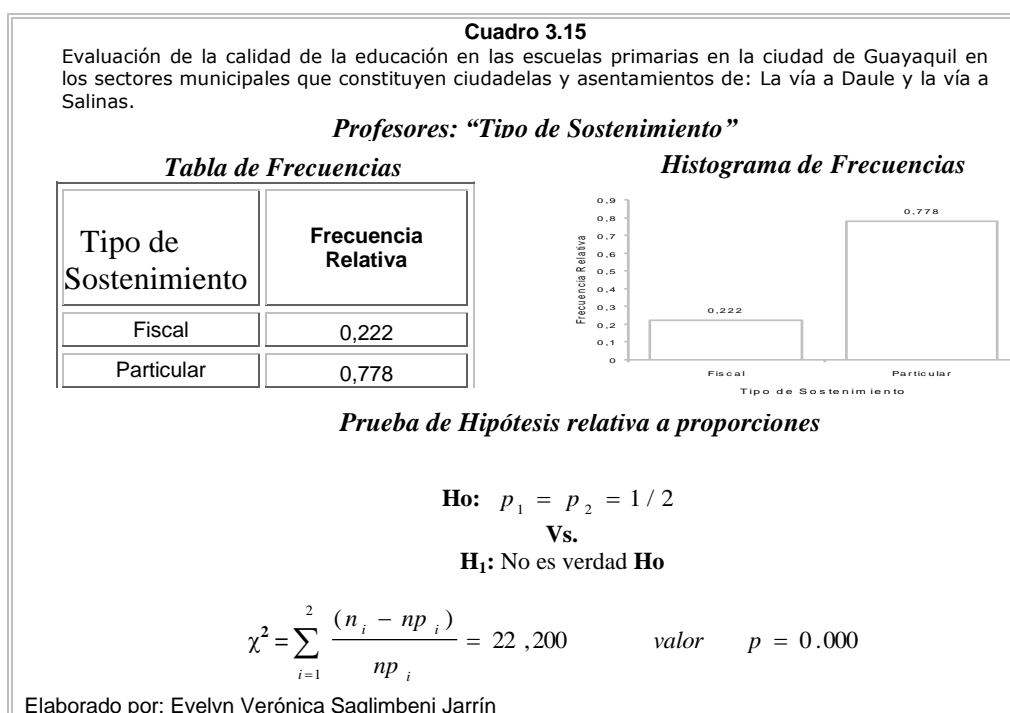 Cuadro 3.15
Evaluación de la calidad de la educación en las escuelas primarias en la ciudad de Guayaquil en
los sectores municipales que constituyen ciudadelas y asentamientos de: La vía a Daule y la vía a
Salinas.
Profesores: “Tipo de Sostenimiento”
Tabla de Frecuencias
Tipo de
Sostenimiento
Frecuencia
Relativa
Fiscal 0,222
Particular 0,778
Histograma de Frecuencias
Frecuencia Relativa
0,9
0,8
0,7
0,6
0,5
0,4
0,3
0,2
0,1
0
0,222
0,778
Fiscal Particular
Tipo de Sostenimiento
Prueba de Hipótesis relativa a proporciones
Ho: p₁ = p₂ = 1 / 2
Vs.
H₁: No es verdad Ho
χ² = ∑ i=1 2 (nᵢ − npᵢ) / npᵢ = 22 ,200 valor p = 0.000
Elaborado por: Evelyn Verónica Saglimbeni Jarrín